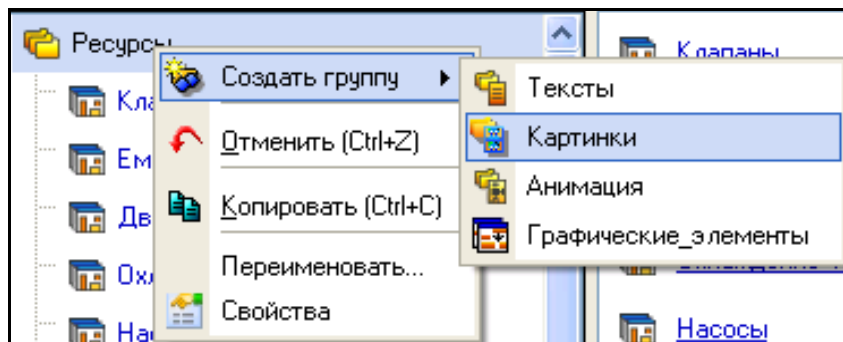 Ресурсы
Создать группу
Отменить (Ctrl+Z)
Копировать (Ctrl+C)
Переименовать...
Свойства
Тексты
Картинки
Анимация
Графические_элементы
Клапаны
Насосы